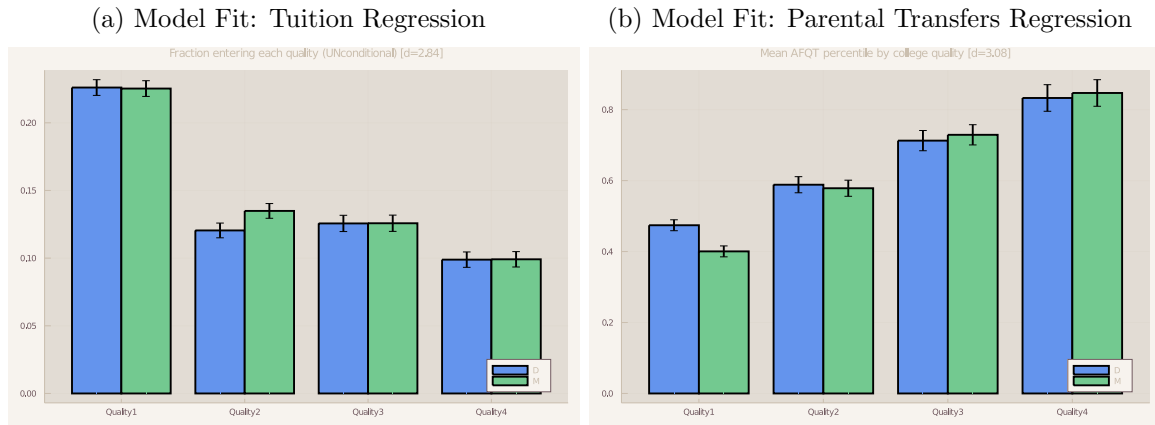 (a) Model Fit: Tuition Regression
Fraction entering each quality (UNconditional) [d=2.84]
0.20
0.15
0.10
0.05
0.00
Quality1 Quality2 Quality3 Quality4
D
M
(b) Model Fit: Parental Transfers Regression
Mean AFQT percentile by college quality [d=3.08]
0.8
0.6
0.4
0.2
0.0
Quality1 Quality2 Quality3 Quality4
D
M